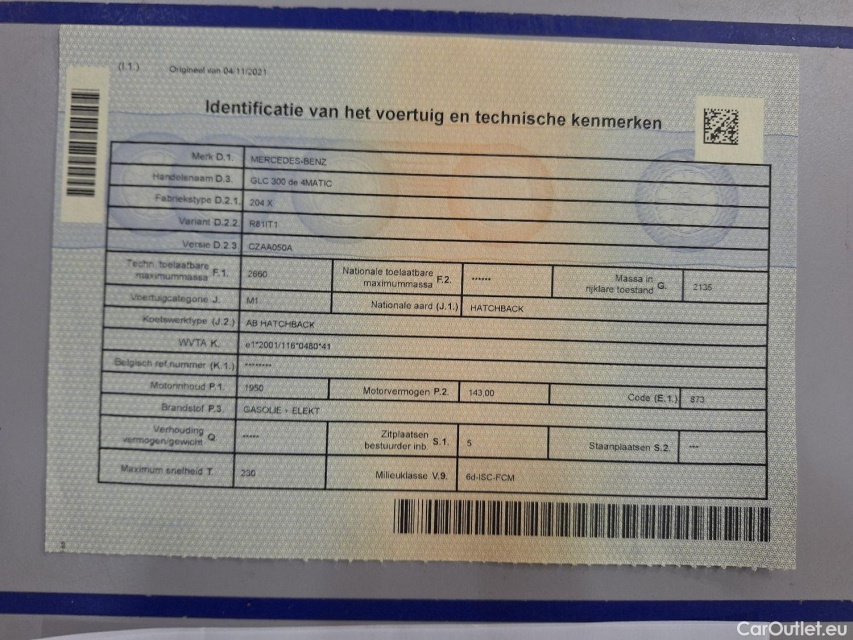 (I.1.) Origineel van 04/11/2021
Identificatie van het voertuig en technische kenmerken
Merk D.1. MERCEDES-BENZ
Handelsnaam D.3. GLC 300 de 4MATIC
Fabriekstype D.2.1. 204 X
Variant D.2.2. R81IT1
Versie D.2.3. CZAA050A
Techn. toelaatbare maximummassa F.1. 2660 Nationale toelaatbare maximummassa F.2. ****** Massa in rijklare toestand G. 2135
Voertuigcategorie J. M1 Nationale aard (J.1.) HATCHBACK
Koetswerktype (J.2.) AB HATCHBACK
WVTA K. e1*2001/116*0480*41
Belgisch ref.nummer (K.1.) ********
Motorinhoud P.1. 1950 Motorvermogen P.2. 143,00 Code (E.1.) 873
Brandstof P.3. GASOLIE + ELEKT
Verhouding vermogen/gewicht Q ***** Zitplaatsen bestuurder inb. S.1. 5 Staanplaatsen S.2. ***
Maximum snelheid T. 230 Milieuklasse V.9. 6d-ISC-FCM
CarOutlet.eu